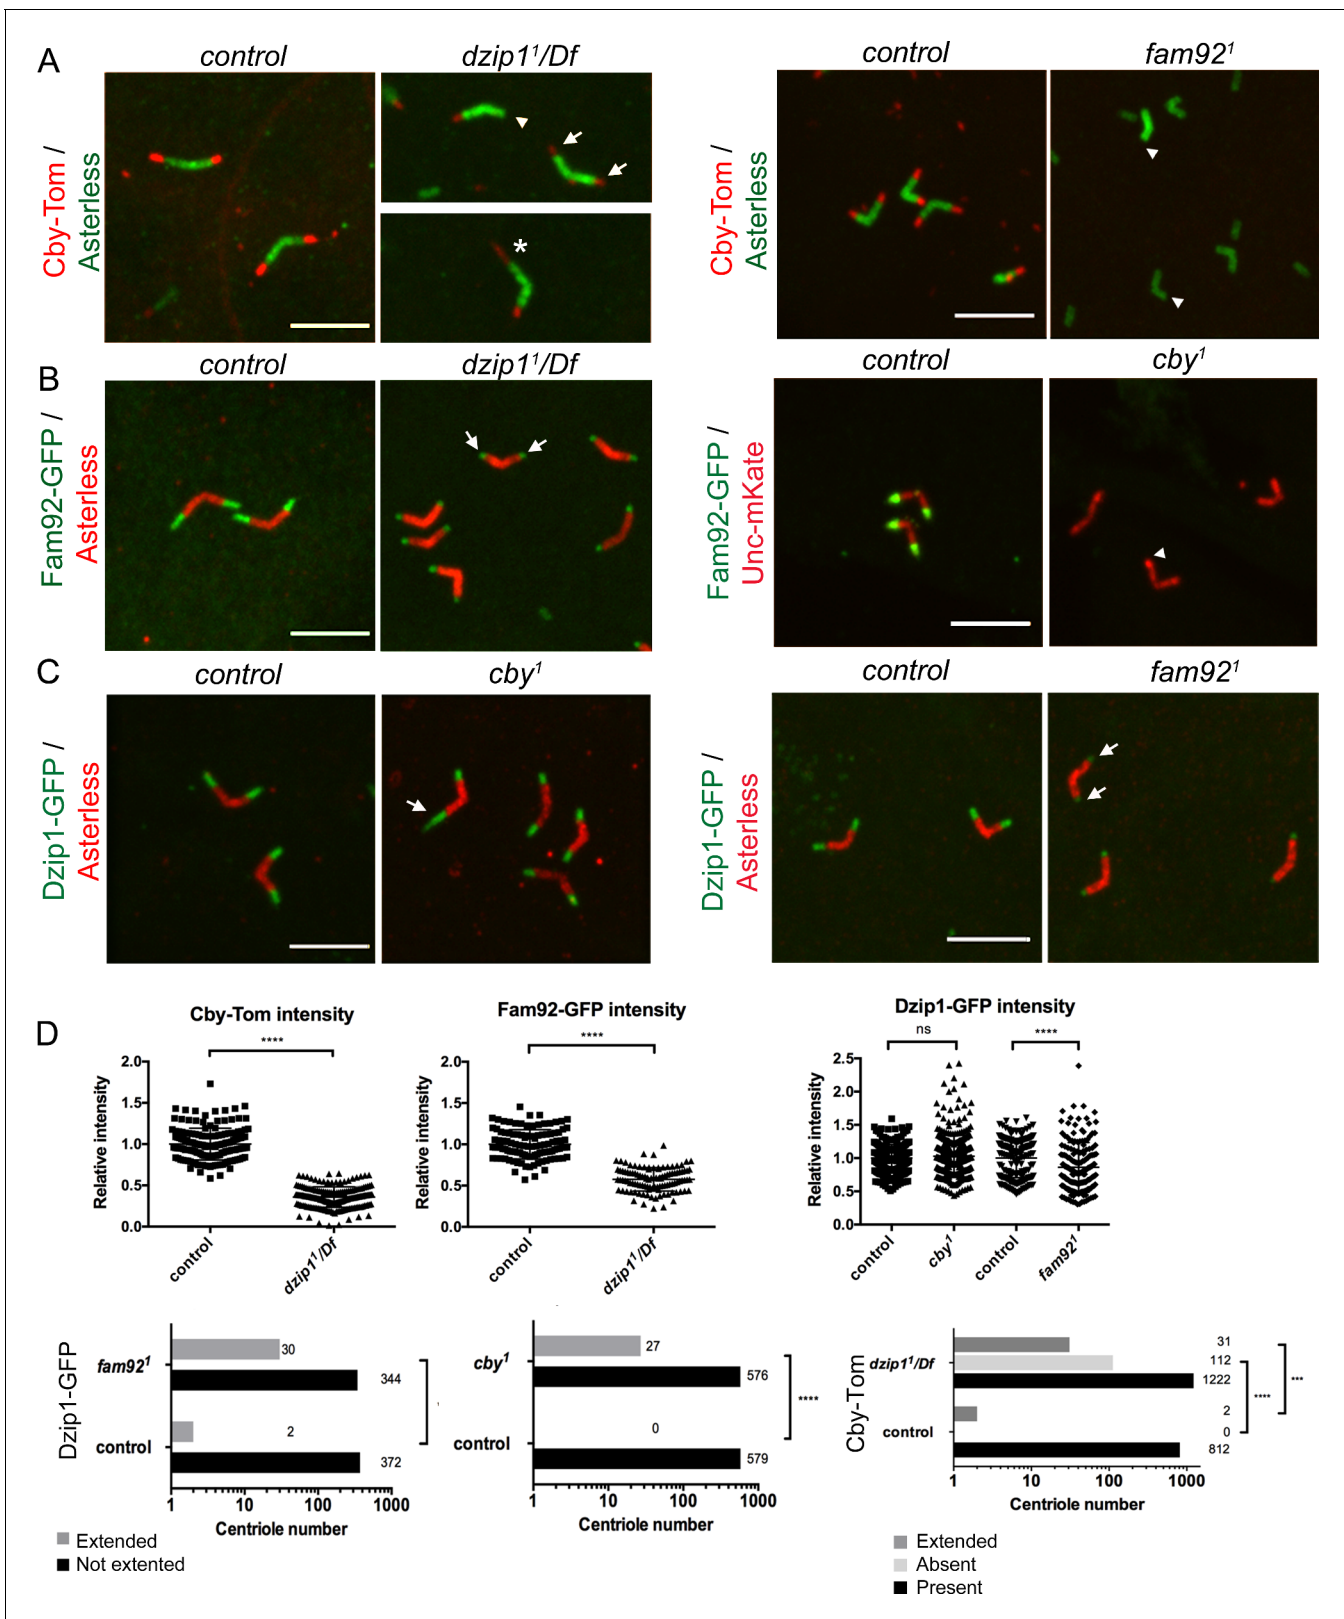 A
control
dzip1¹/Df
control
fam92¹
Cby-Tom /
Asterless
*
Cby-Tom /
Asterless
B
control
dzip1¹/Df
control
cby¹
Fam92-GFP /
Asterless
Fam92-GFP /
Unc-mKate
C
control
cby¹
control
fam92¹
Dzip1-GFP /
Asterless
Dzip1-GFP /
Asterless
D
Cby-Tom intensity
****
Relative intensity
2.0
1.5
1.0
0.5
0.0
control
dzip1¹/Df
Fam92-GFP intensity
****
Relative intensity
2.0
1.5
1.0
0.5
0.0
control
dzip1¹/Df
Dzip1-GFP intensity
ns
****
Relative intensity
2.5
2.0
1.5
1.0
0.5
0.0
control
cby¹
control
fam92¹
Dzip1-GFP
fam92¹
30
344
control
2
372
1 10 100 1000
Centriole number
cby¹
27
576
****
control
0
579
1 10 100 1000
Centriole number
Extended
Not extented
Cby-Tom
dzip1¹/Df
31
112
1222
control
2
0
812
****
***
1 10 100 1000
Centriole number
Extended
Absent
Present